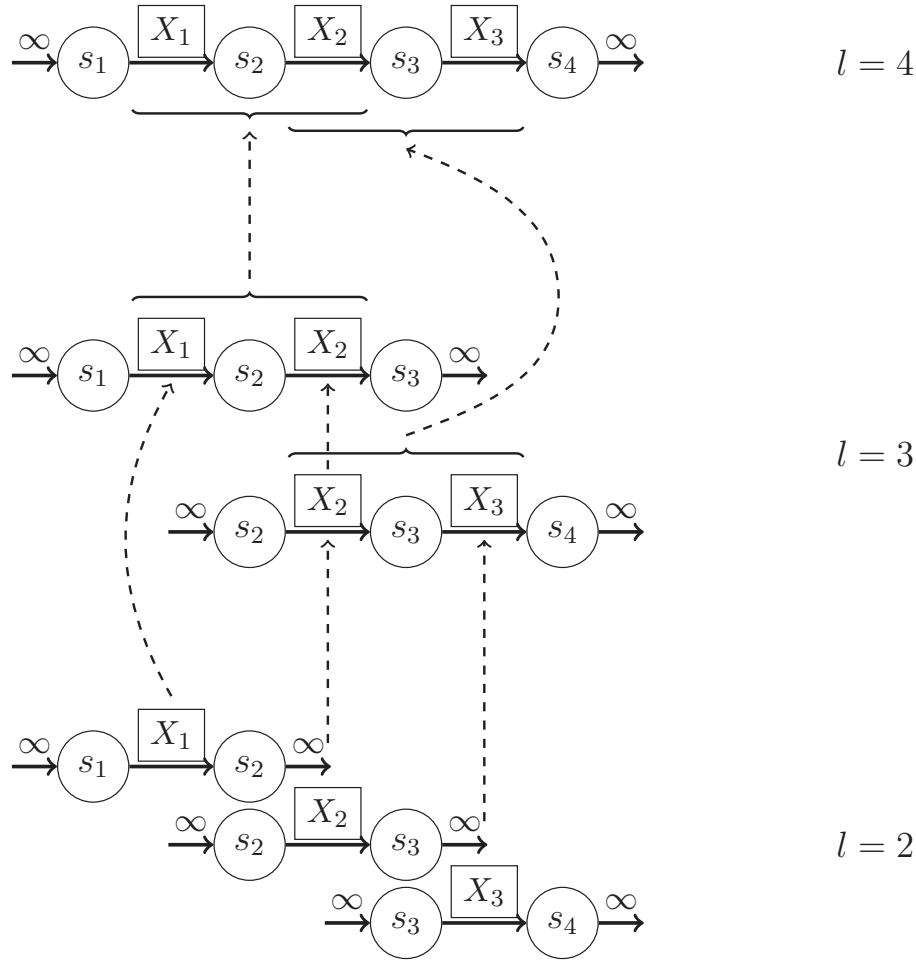 ∞ s₁ X₁ s₂ X₂ s₃ X₃ s₄ ∞ l = 4
∞ s₁ X₁ s₂ X₂ s₃ ∞
l = 3
∞ s₂ X₂ s₃ X₃ s₄ ∞
∞ s₁ X₁ s₂ ∞
∞ s₂ X₂ s₃ ∞ l = 2
∞ s₃ X₃ s₄ ∞